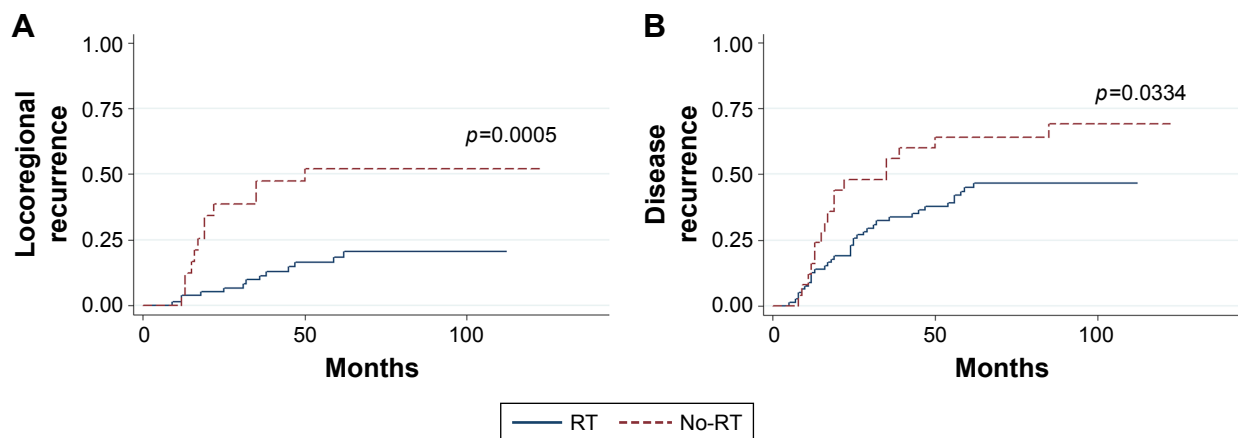 A
Locoregional
recurrence
1.00
0.75
0.50
0.25
0.00
p=0.0005
0 50 100
Months
B
Disease
recurrence
1.00
0.75
0.50
0.25
0.00
p=0.0334
0 50 100
Months
RT No-RT